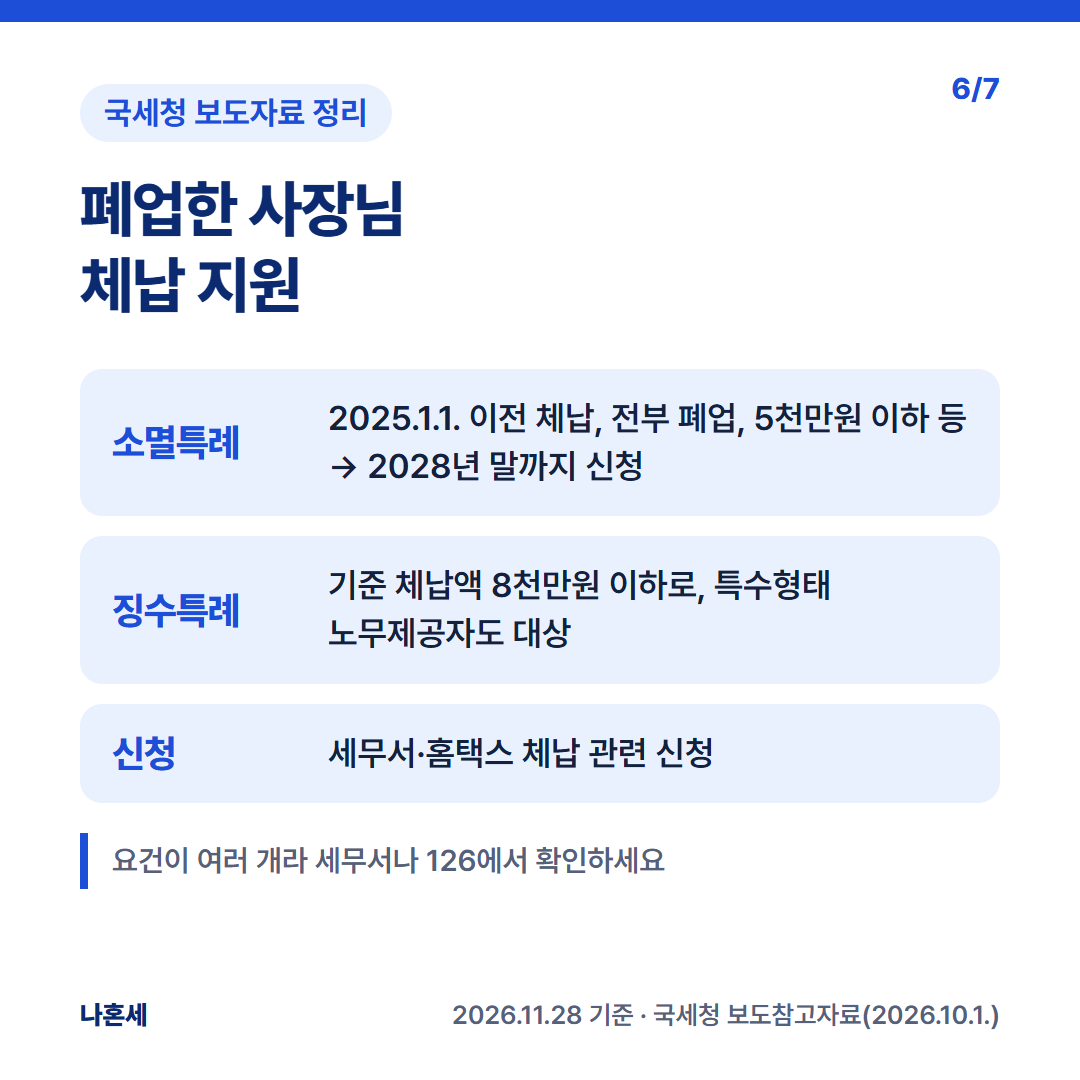 국세청 보도자료 정리
6/7
폐업한 사장님
체납 지원
소멸특례
2025.1.1. 이전 체납, 전부 폐업, 5천만원 이하 등
→ 2028년 말까지 신청
징수특례
기준 체납액 8천만원 이하로, 특수형태
노무제공자도 대상
신청
세무서·홈택스 체납 관련 신청
요건이 여러 개라 세무서나 126에서 확인하세요
나혼세
2026.11.28 기준 · 국세청 보도참고자료(2026.10.1.)